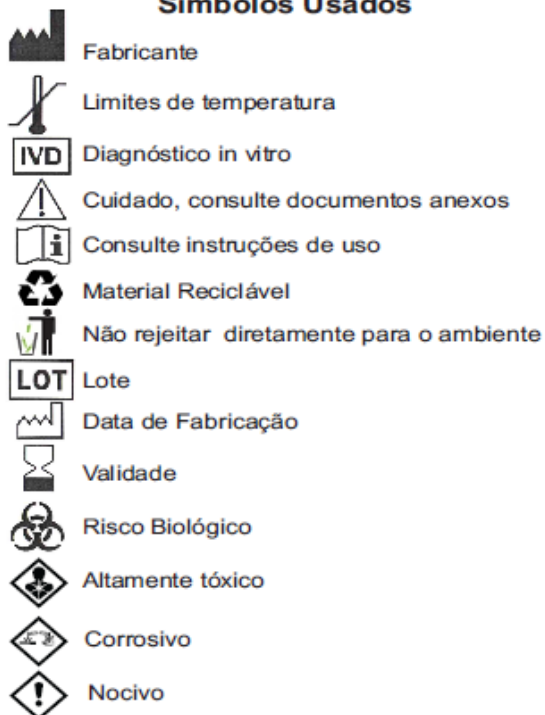 Símbolos Usados
Fabricante
Limites de temperatura
IVD Diagnóstico in vitro
Cuidado, consulte documentos anexos
i Consulte instruções de uso
Material Reciclável
Não rejeitar diretamente para o ambiente
LOT Lote
Data de Fabricação
Validade
Risco Biológico
Altamente tóxico
Corrosivo
Nocivo